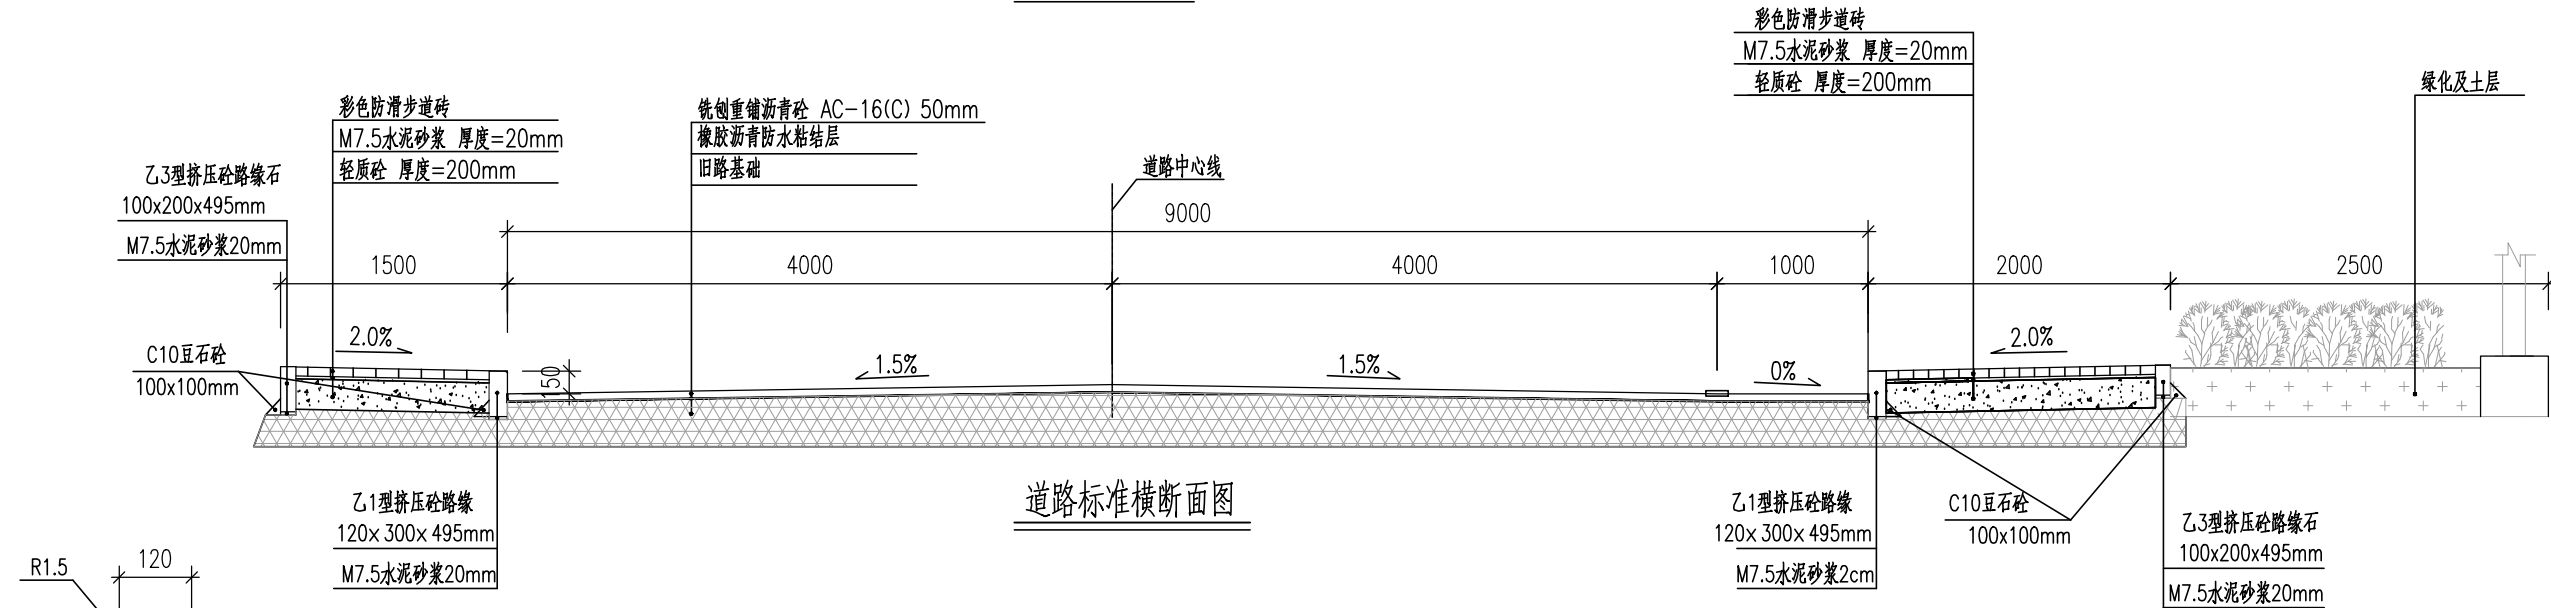 彩色防滑步道砖
M7.5水泥砂浆 厚度=20mm
轻质砼 厚度=200mm
绿化及土层
彩色防滑步道砖
M7.5水泥砂浆 厚度=20mm
轻质砼 厚度=200mm
铣刨重铺沥青砼 AC-16(C) 50mm
橡胶沥青防水粘结层
旧路基础
乙3型挤压砼路缘石
100x200x495mm
M7.5水泥砂浆20mm
道路中心线
9000
1500
4000
4000
1000
2000
2500
2.0%
1.5%
1.5%
0%
2.0%
150
C10豆石砼
100x100mm
乙1型挤压砼路缘
120x300x495mm
M7.5水泥砂浆20mm
道路标准横断面图
乙1型挤压砼路缘
120x300x495mm
M7.5水泥砂浆2cm
C10豆石砼
100x100mm
乙3型挤压砼路缘石
100x200x495mm
M7.5水泥砂浆20mm
R1.5
120